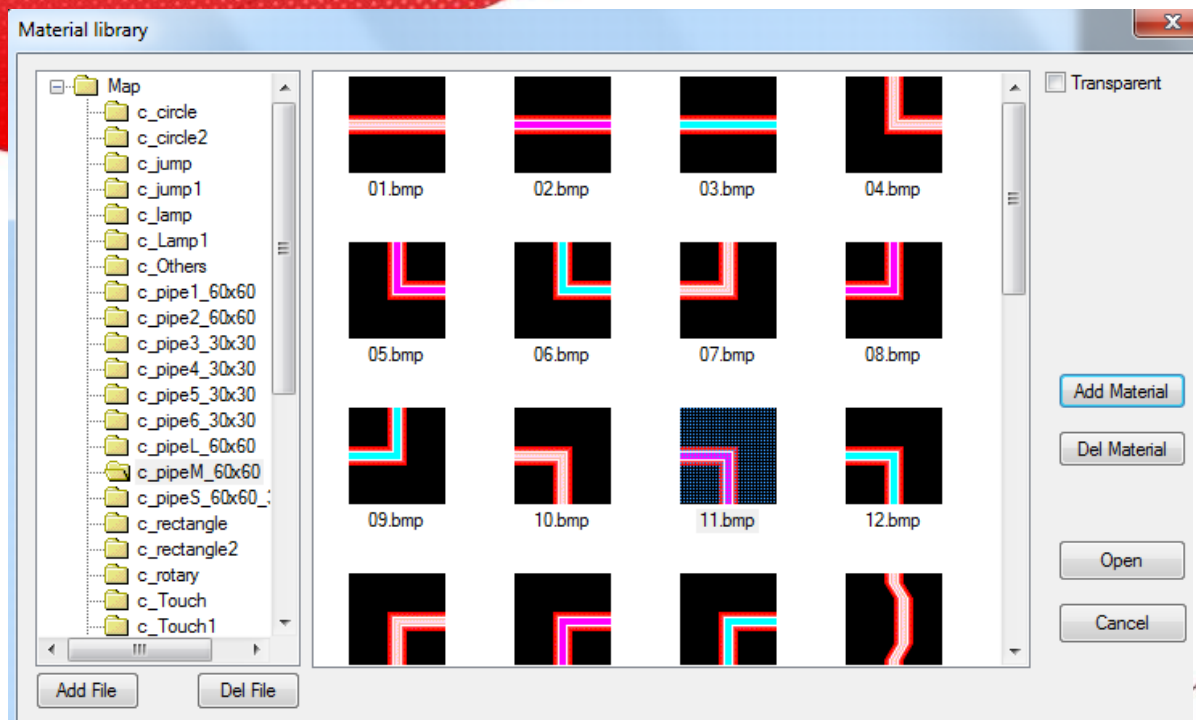 Material library
Map
c_circle
c_circle2
c_jump
c_jump1
c_lamp
c_Lamp1
c_Others
c_pipe1_60x60
c_pipe2_60x60
c_pipe3_30x30
c_pipe4_30x30
c_pipe5_30x30
c_pipe6_30x30
c_pipeL_60x60
c_pipeM_60x60
c_pipeS_60x60_
c_rectangle
c_rectangle2
c_rotary
c_Touch
c_Touch1
Add File Del File
01.bmp 02.bmp 03.bmp 04.bmp
05.bmp 06.bmp 07.bmp 08.bmp
09.bmp 10.bmp 11.bmp 12.bmp
Transparent
Add Material
Del Material
Open
Cancel